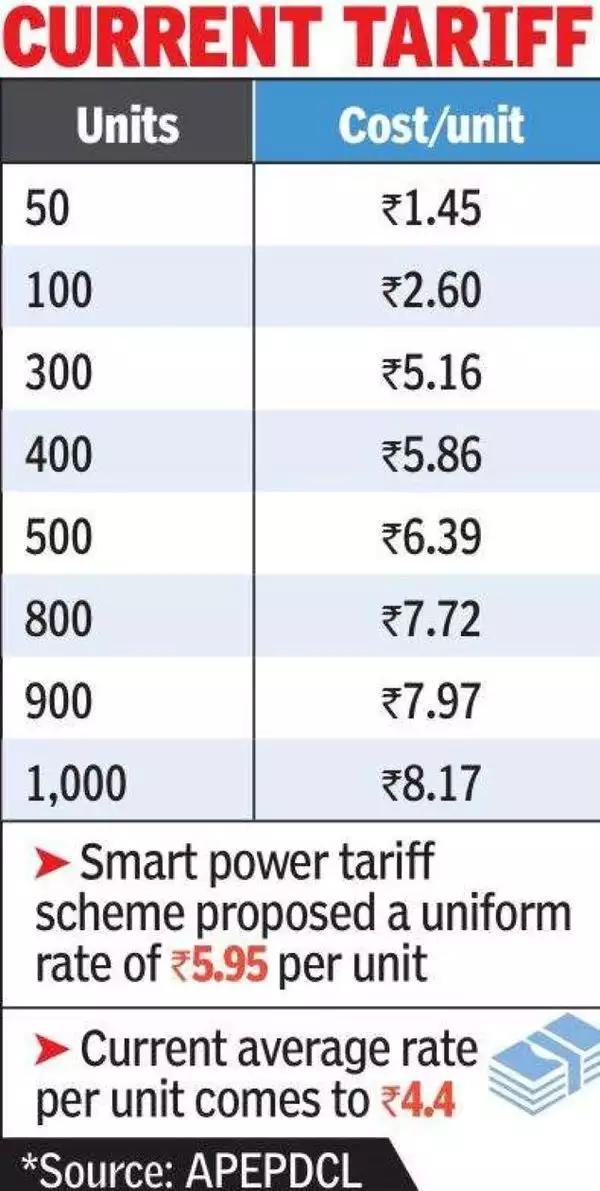 CURRENT TARIFF
Units Cost/unit
50 ₹1.45
100 ₹2.60
300 ₹5.16
400 ₹5.86
500 ₹6.39
800 ₹7.72
900 ₹7.97
1,000 ₹8.17
➤ Smart power tariff
scheme proposed a uniform
rate of ₹5.95 per unit
➤ Current average rate
per unit comes to ₹4.4
*Source: APEPDCL